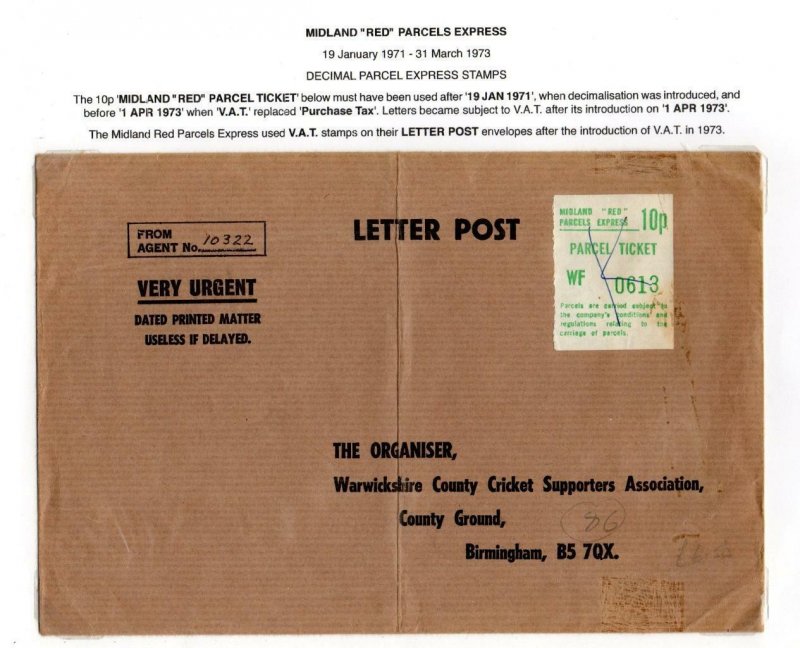 MIDLAND "RED" PARCELS EXPRESS
19 January 1971 - 31 March 1973
DECIMAL PARCEL EXPRESS STAMPS
The 10p 'MIDLAND "RED" PARCEL TICKET' below must have been used after '19 JAN 1971', when decimalisation was introduced, and
before '1 APR 1973' when 'V.A.T.' replaced 'Purchase Tax'. Letters became subject to V.A.T. after its introduction on '1 APR 1973'.
The Midland Red Parcels Express used V.A.T. stamps on their LETTER POST envelopes after the introduction of V.A.T. in 1973.
FROM
AGENT No. 10322
LETTER POST
VERY URGENT
DATED PRINTED MATTER
USELESS IF DELAYED.
MIDLAND "RED"
PARCELS EXPRESS 10p
PARCEL TICKET
WF 0613
Parcels are carried subject to
the company's conditions and
regulations relating to the
carriage of parcels.
THE ORGANISER,
Warwickshire County Cricket Supporters Association,
County Ground,
Birmingham, B5 7QX.